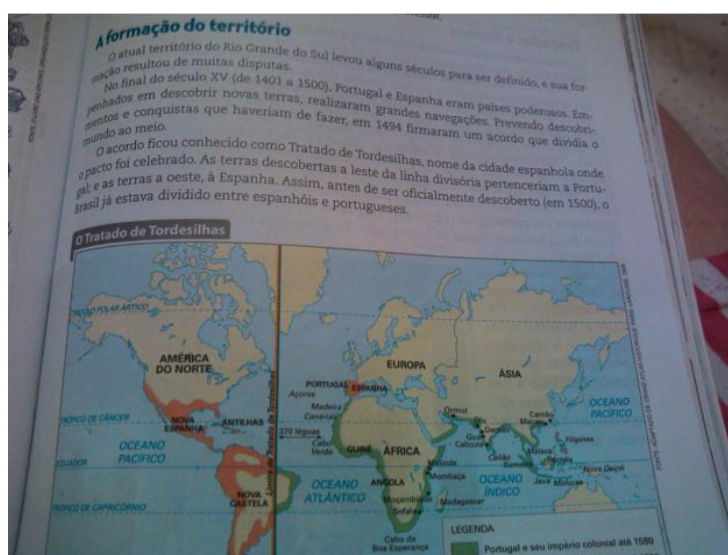 A formação do território
O atual território do Rio Grande do Sul levou alguns séculos para ser definido, e sua for-
mação resultou de muitas disputas.
No final do século XV (de 1401 a 1500), Portugal e Espanha eram países poderosos. Em-
penhados em descobrir novas terras, realizaram grandes navegações. Prevendo descobri-
mentos e conquistas que haveriam de fazer, em 1494 firmaram um acordo que dividia o
mundo ao meio.
O acordo ficou conhecido como Tratado de Tordesilhas, nome da cidade espanhola onde
o pacto foi celebrado. As terras descobertas a leste da linha divisória pertenceriam a Portu-
gal; e as terras a oeste, à Espanha. Assim, antes de ser oficialmente descoberto (em 1500), o
Brasil já estava dividido entre espanhóis e portugueses.
O Tratado de Tordesilhas
CÍRCULO POLAR ÁRTICO
AMÉRICA
DO NORTE
EUROPA
ÁSIA
PORTUGAL
ESPANHA
Açores
Madeira
Canárias
TRÓPICO DE CÂNCER
NOVA
ESPANHA
ANTILHAS
Limite do Tratado de Tordesilhas
370 léguas
Cabo
Verde
GUINÉ
ÁFRICA
Ormuz
Diu
Damão
Goa
Calicute
Cantão
Macau
OCEANO
PACÍFICO
Filipinas
OCEANO
PACÍFICO
EQUADOR
Ceilão
Málaca
Sumatra
Nova Guiné
Java
Molucas
Melinde
Mombaça
OCEANO
ATLÂNTICO
ANGOLA
OCEANO
ÍNDICO
NOVA
CASTELA
Moçambique
Madagascar
Sofala
TRÓPICO DE CAPRICÓRNIO
Cabo da
Boa Esperança
LEGENDA
Portugal e seu império colonial até 1580